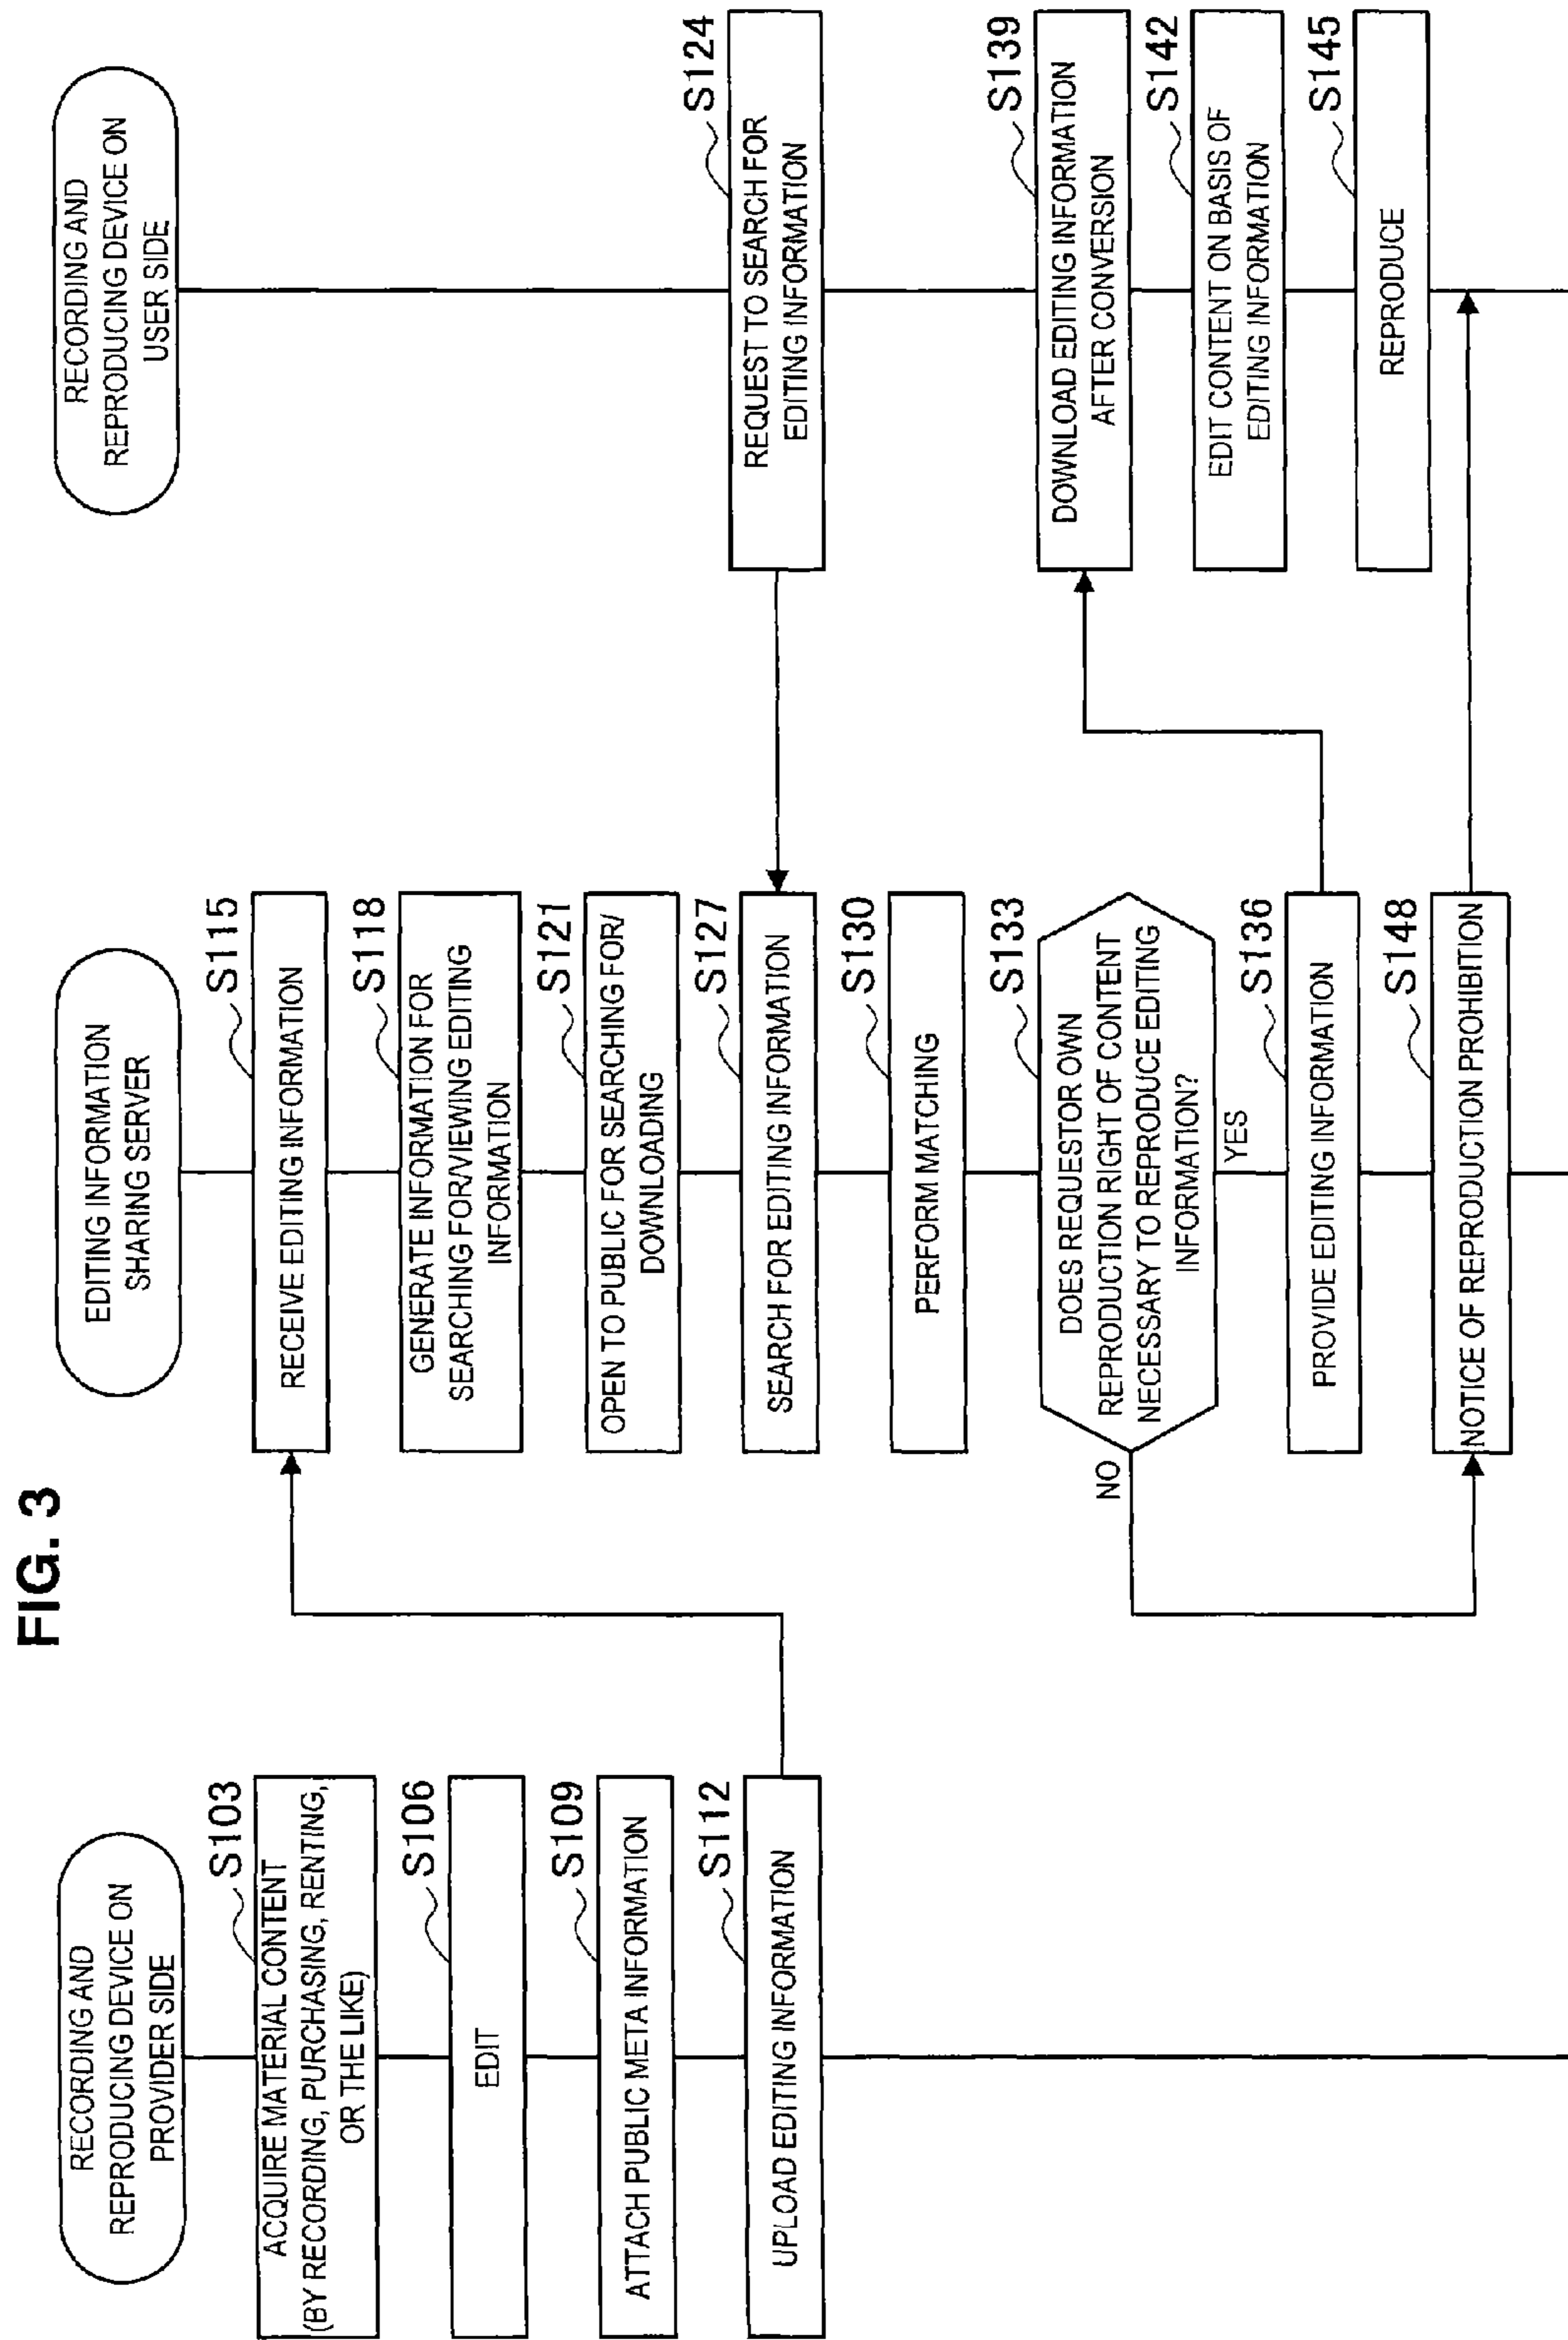 FIG. 3
RECORDING AND
REPRODUCING DEVICE ON
PROVIDER SIDE
S103
ACQUIRE MATERIAL CONTENT
(BY RECORDING, PURCHASING, RENTING,
OR THE LIKE)
S106
EDIT
S109
ATTACH PUBLIC META INFORMATION
S112
UPLOAD EDITING INFORMATION
EDITING INFORMATION
SHARING SERVER
S115
RECEIVE EDITING INFORMATION
S118
GENERATE INFORMATION FOR
SEARCHING FOR/VIEWING EDITING
INFORMATION
S121
OPEN TO PUBLIC FOR SEARCHING FOR/
DOWNLOADING
S127
SEARCH FOR EDITING INFORMATION
S130
PERFORM MATCHING
S133
DOES REQUESTOR OWN
REPRODUCTION RIGHT OF CONTENT
NECESSARY TO REPRODUCE EDITING
INFORMATION?
NO
YES
S136
PROVIDE EDITING INFORMATION
S148
NOTICE OF REPRODUCTION PROHIBITION
RECORDING AND
REPRODUCING DEVICE ON
USER SIDE
S124
REQUEST TO SEARCH FOR
EDITING INFORMATION
S139
DOWNLOAD EDITING INFORMATION
AFTER CONVERSION
S142
EDIT CONTENT ON BASIS OF
EDITING INFORMATION
S145
REPRODUCE